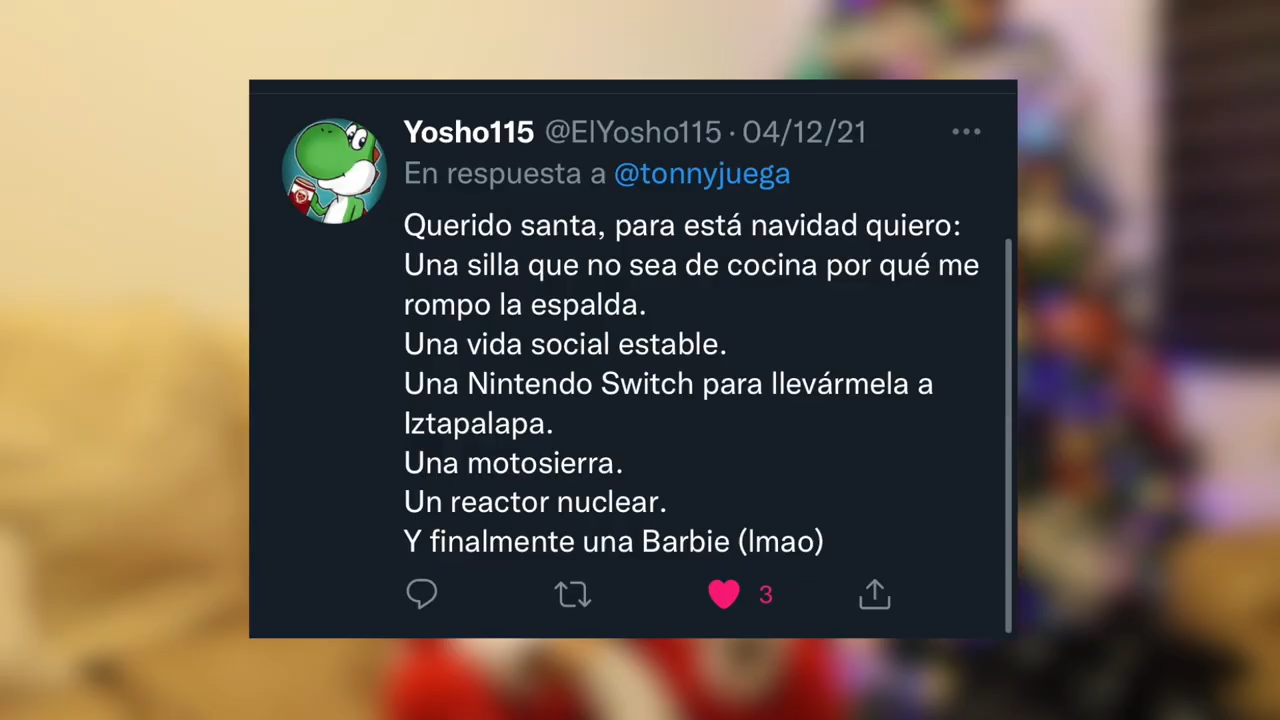 Yosho115 @ElYosho115 · 04/12/21
En respuesta a @tonnyjuega
Querido santa, para está navidad quiero:
Una silla que no sea de cocina por qué me
rompo la espalda.
Una vida social estable.
Una Nintendo Switch para llevármela a
Iztapalapa.
Una motosierra.
Un reactor nuclear.
Y finalmente una Barbie (lmao)
3